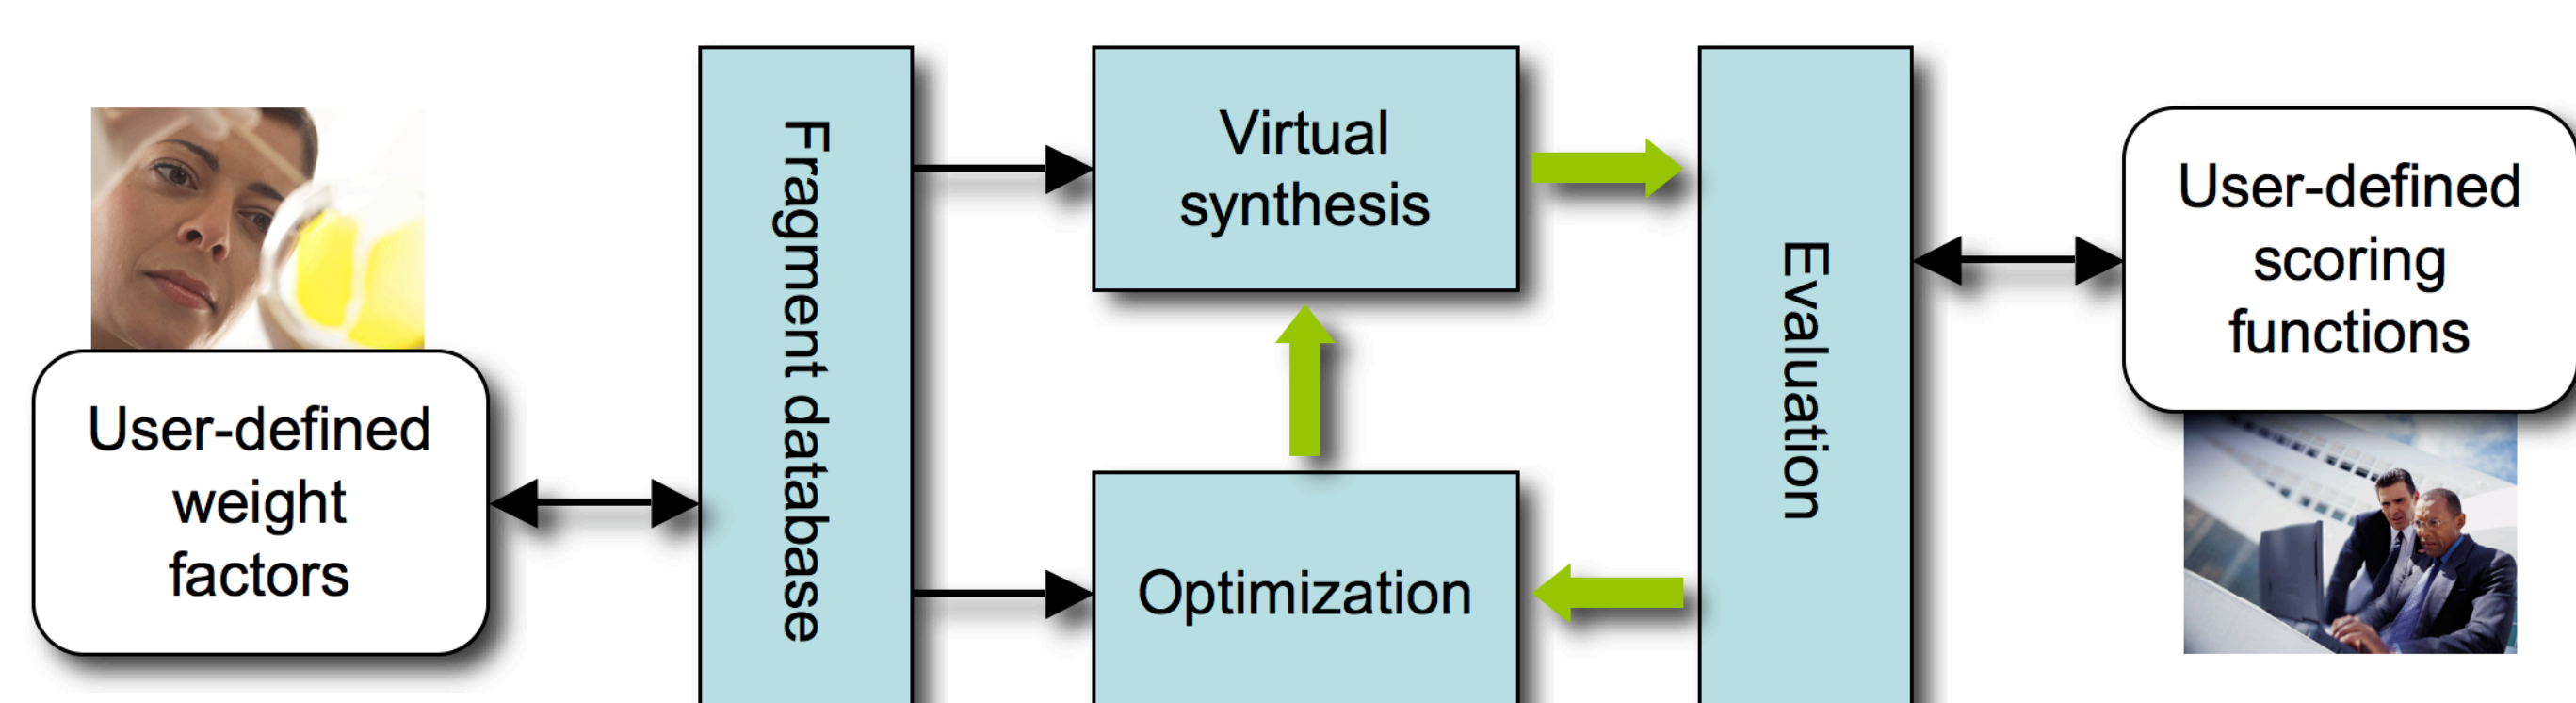 User-defined
weight
factors
Fragment database
Virtual
synthesis
Optimization
Evaluation
User-defined
scoring
functions